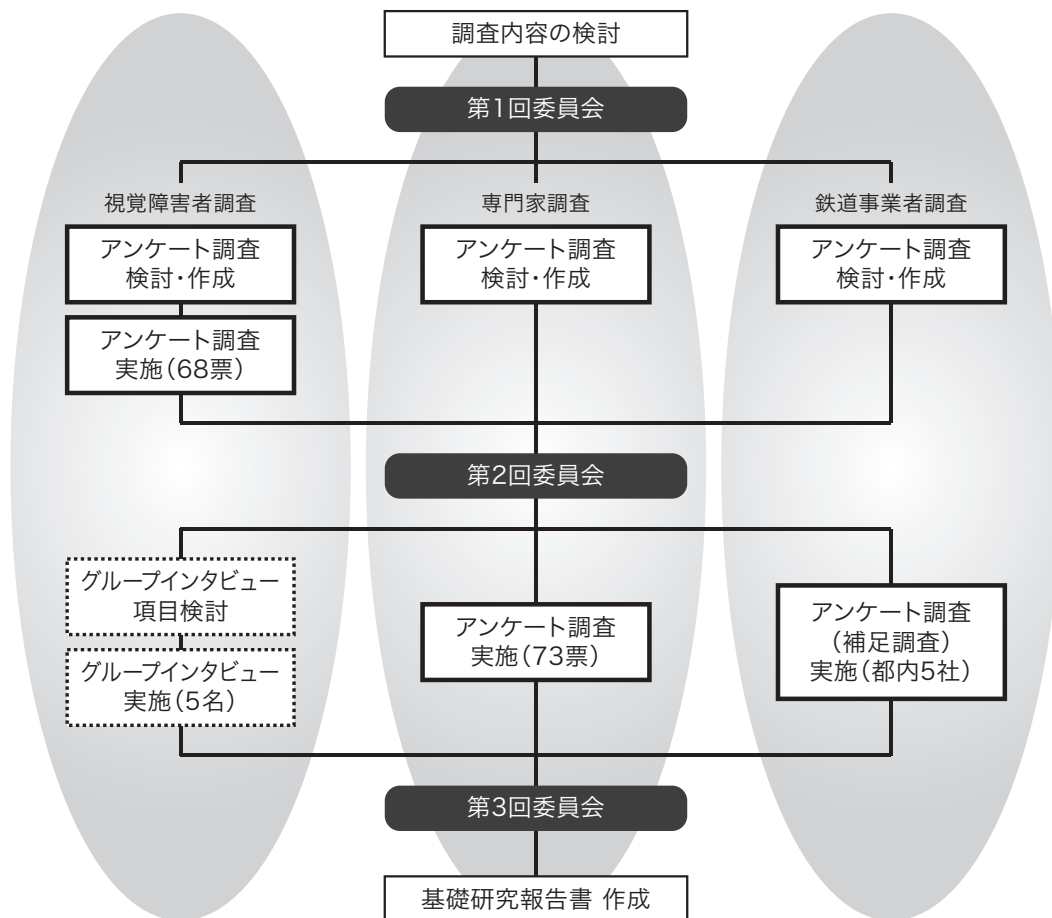 調査内容の検討
第1回委員会
視覚障害者調査
専門家調査
鉄道事業者調査
アンケート調査
検討・作成
アンケート調査
検討・作成
アンケート調査
検討・作成
アンケート調査
実施(68票)
第2回委員会
グループインタビュー
項目検討
グループインタビュー
実施(5名)
アンケート調査
実施(73票)
アンケート調査
(補足調査)
実施(都内5社)
第3回委員会
基礎研究報告書 作成